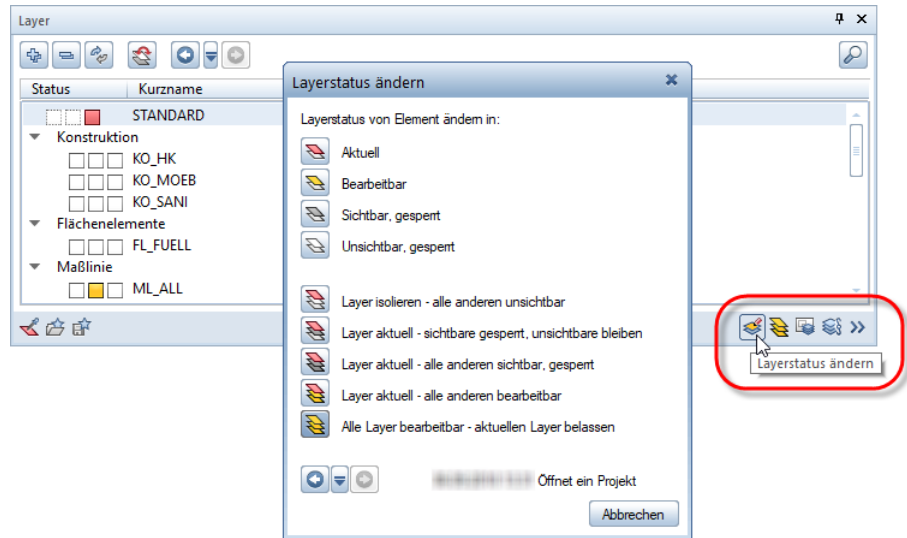 Layer
Status Kurzname
STANDARD
Konstruktion
KO_HK
KO_MOEB
KO_SANI
Flächenelemente
FL_FUELL
Maßlinie
ML_ALL
Layerstatus ändern
Layerstatus von Element ändern in:
Aktuell
Bearbeitbar
Sichtbar, gesperrt
Unsichtbar, gesperrt
Layer isolieren - alle anderen unsichtbar
Layer aktuell - sichtbare gesperrt, unsichtbare bleiben
Layer aktuell - alle anderen sichtbar, gesperrt
Layer aktuell - alle anderen bearbeitbar
Alle Layer bearbeitbar - aktuellen Layer belassen
Öffnet ein Projekt
Abbrechen
Layerstatus ändern